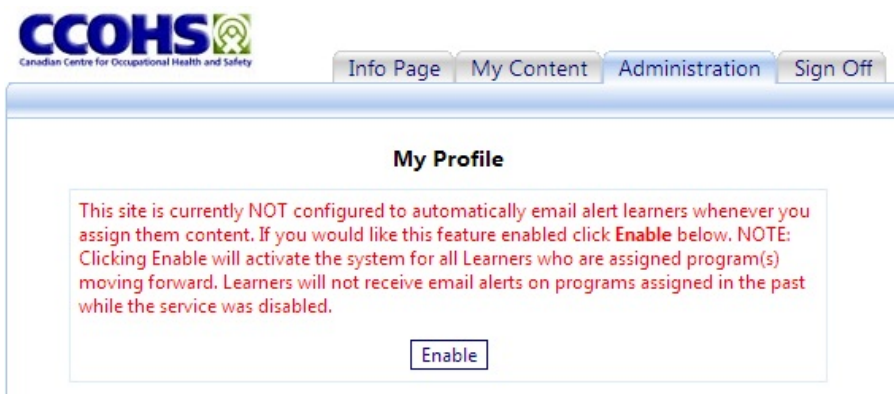 CCOHS
Canadian Centre for Occupational Health and Safety
Info Page My Content Administration Sign Off
My Profile
This site is currently NOT configured to automatically email alert learners whenever you
assign them content. If you would like this feature enabled click Enable below. NOTE:
Clicking Enable will activate the system for all Learners who are assigned program(s)
moving forward. Learners will not receive email alerts on programs assigned in the past
while the service was disabled.
Enable